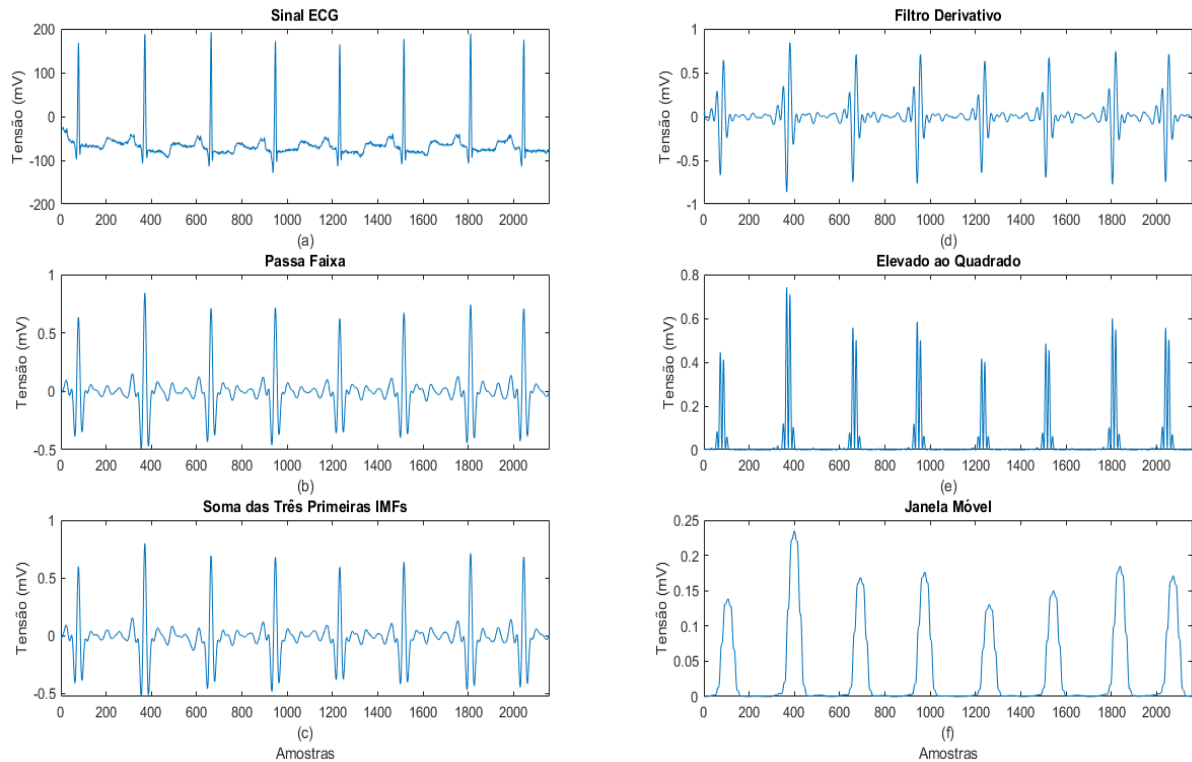 Sinal ECG
Tensão (mV)
200
100
0
-100
-200
0 200 400 600 800 1000 1200 1400 1600 1800 2000
(a)
Passa Faixa
Tensão (mV)
1
0.5
0
-0.5
0 200 400 600 800 1000 1200 1400 1600 1800 2000
(b)
Soma das Três Primeiras IMFs
Tensão (mV)
1
0.5
0
-0.5
0 200 400 600 800 1000 1200 1400 1600 1800 2000
(c)
Amostras
Filtro Derivativo
Tensão (mV)
1
0.5
0
-0.5
-1
0 200 400 600 800 1000 1200 1400 1600 1800 2000
(d)
Elevado ao Quadrado
Tensão (mV)
0.8
0.6
0.4
0.2
0
0 200 400 600 800 1000 1200 1400 1600 1800 2000
(e)
Janela Móvel
Tensão (mV)
0.25
0.2
0.15
0.1
0.05
0
0 200 400 600 800 1000 1200 1400 1600 1800 2000
(f)
Amostras